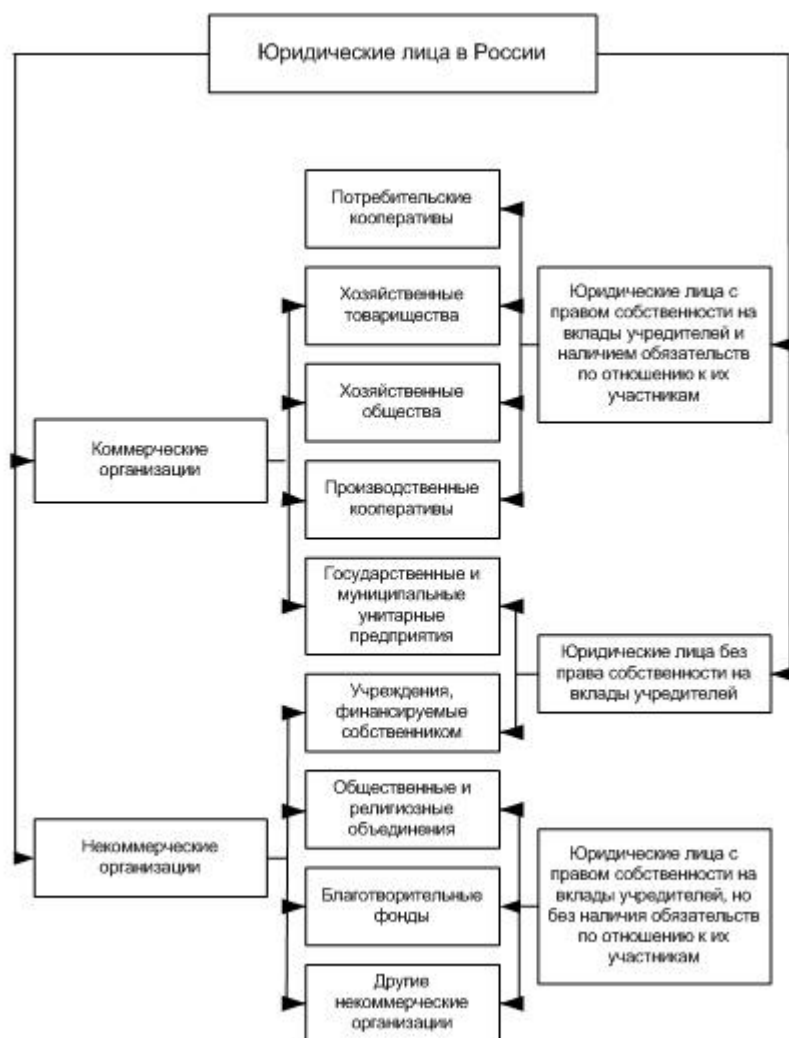 Юридические лица в России
Потребительские
кооперативы
Хозяйственные
товарищества
Юридические лица с
правом собственности на
вклады учредителей и
наличием обязательств
по отношению к их
участникам
Хозяйственные
общества
Коммерческие
организации
Производственные
кооперативы
Государственные и
муниципальные
унитарные
предприятия
Юридические лица без
права собственности на
вклады учредителей
Учреждения,
финансируемые
собственником
Общественные и
религиозные
объединения
Некоммерческие
организации
Юридические лица с
правом собственности на
вклады учредителей, но
без наличия обязательств
по отношению к их
участникам
Благотворительные
фонды
Другие
некоммерческие
организации